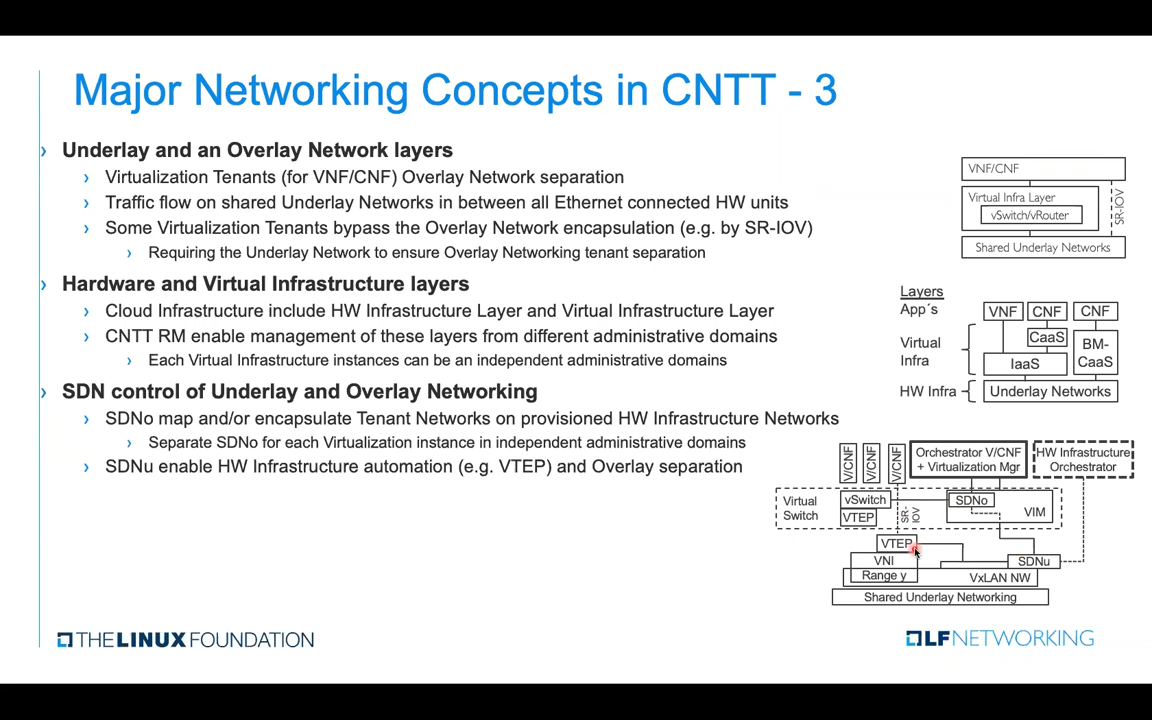 Major Networking Concepts in CNTT - 3
› Underlay and an Overlay Network layers
› Virtualization Tenants (for VNF/CNF) Overlay Network separation
› Traffic flow on shared Underlay Networks in between all Ethernet connected HW units
› Some Virtualization Tenants bypass the Overlay Network encapsulation (e.g. by SR-IOV)
› Requiring the Underlay Network to ensure Overlay Networking tenant separation
› Hardware and Virtual Infrastructure layers
› Cloud Infrastructure include HW Infrastructure Layer and Virtual Infrastructure Layer
› CNTT RM enable management of these layers from different administrative domains
› Each Virtual Infrastructure instances can be an independent administrative domains
› SDN control of Underlay and Overlay Networking
› SDNo map and/or encapsulate Tenant Networks on provisioned HW Infrastructure Networks
› Separate SDNo for each Virtualization instance in independent administrative domains
› SDNu enable HW Infrastructure automation (e.g. VTEP) and Overlay separation
VNF/CNF
Virtual Infra Layer
vSwitch/vRouter
SR-IOV
Shared Underlay Networks
Layers
App´s
VNF
CNF
CNF
Virtual
Infra
CaaS
IaaS
BM-
CaaS
HW Infra
Underlay Networks
V/CNF
V/CNF
V/CNF
Orchestrator V/CNF
+ Virtualization Mgr
HW Infrastructure
Orchestrator
Virtual
Switch
vSwitch
VTEP
SR-
IOV
SDNo
VIM
VTEP
VNI
Range y
SDNu
VxLAN NW
Shared Underlay Networking
THE LINUX FOUNDATION
LF NETWORKING